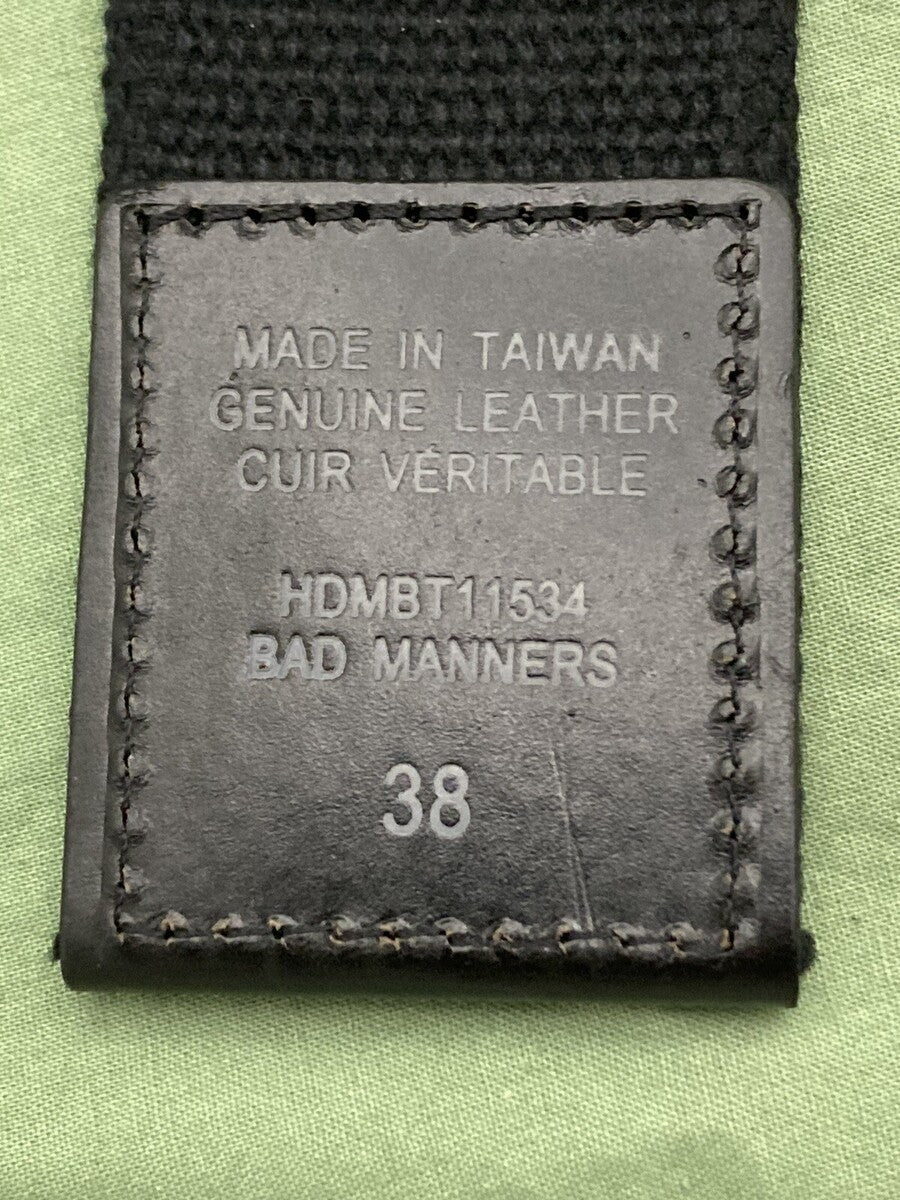 MADE IN TAIWAN
GENUINE LEATHER
CUIR VÉRITABLE
HDMBT11534
BAD MANNERS
38